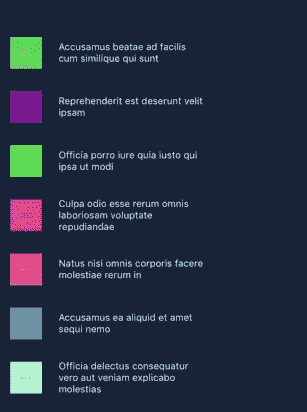 Accusamus beatae ad facilis
cum similique qui sunt
Reprehenderit est deserunt velit
ipsam
Officia porro iure quia iusto qui
ipsa ut modi
Culpa odio esse rerum omnis
laboriosam voluptate
repudiandae
Natus nisi omnis corporis facere
molestiae rerum in
Accusamus ea aliquid et amet
sequi nemo
Officia delectus consequatur
vero aut veniam explicabo
molestias